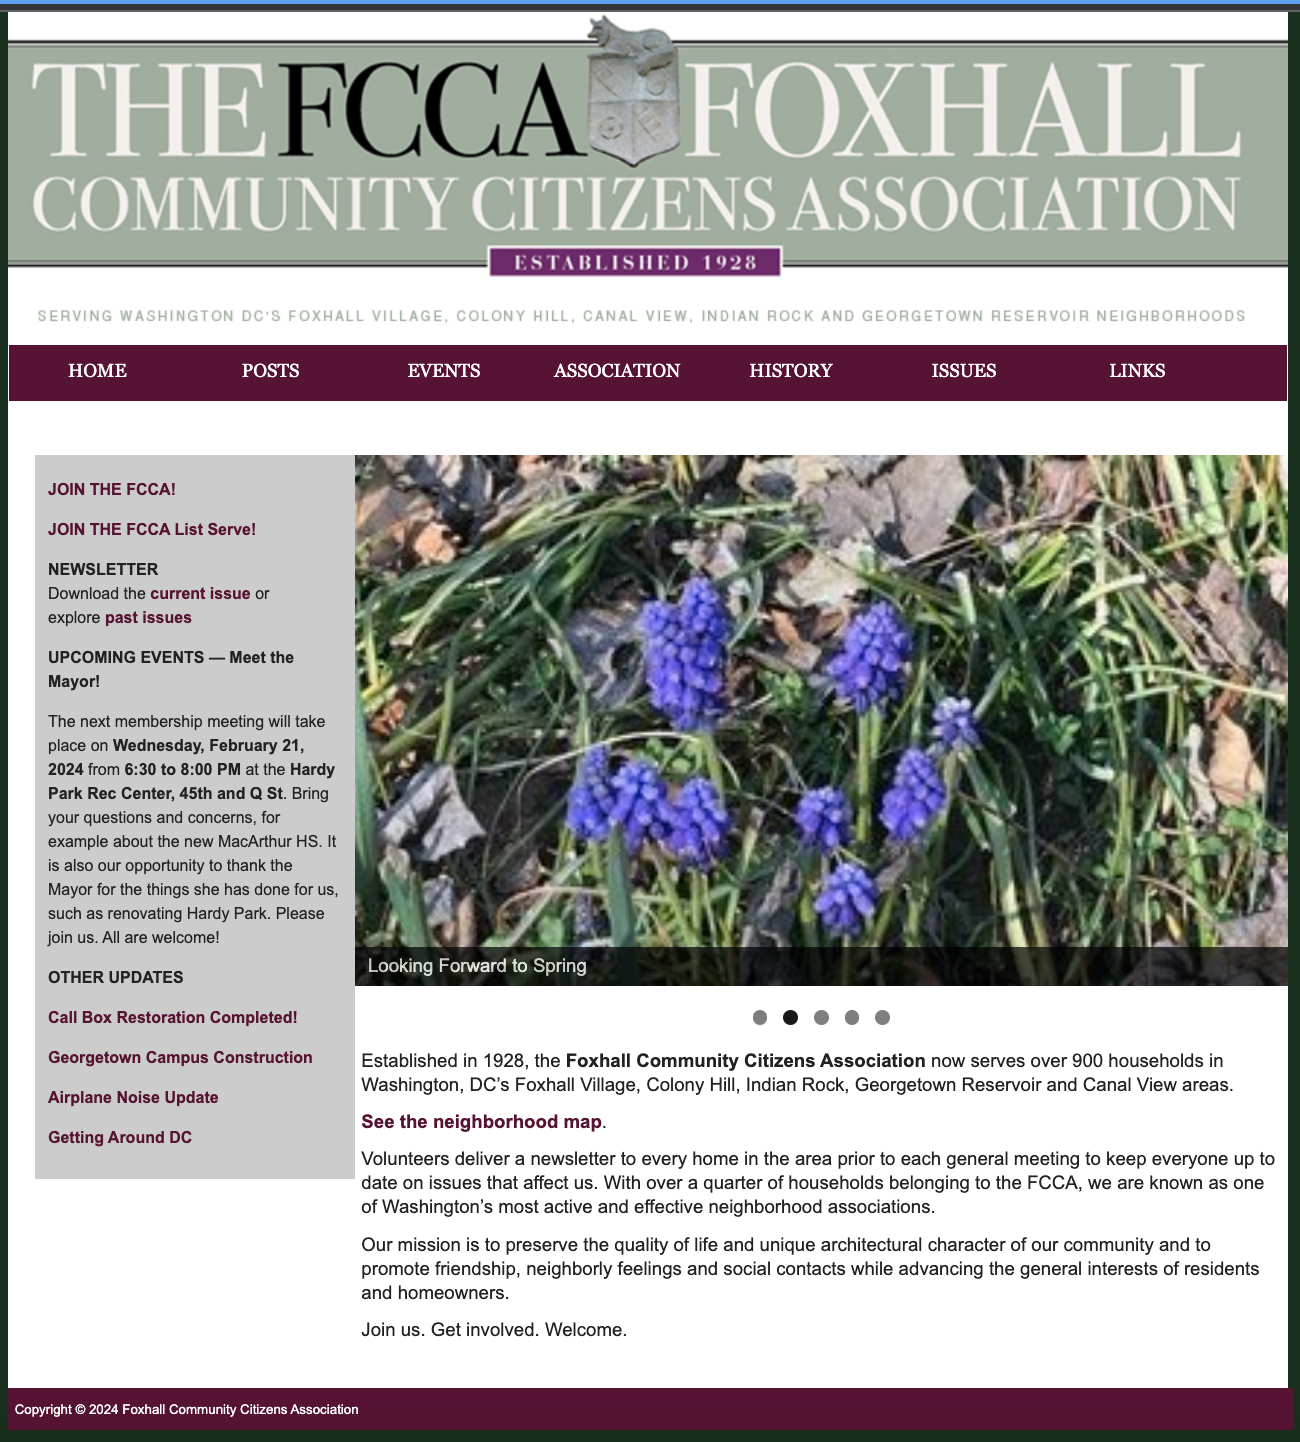 THE FCCA FOXHALL
COMMUNITY CITIZENS ASSOCIATION
ESTABLISHED 1928
SERVING WASHINGTON DC'S FOXHALL VILLAGE, COLONY HILL, CANAL VIEW, INDIAN ROCK AND GEORGETOWN RESERVOIR NEIGHBORHOODS
HOME POSTS EVENTS ASSOCIATION HISTORY ISSUES LINKS
JOIN THE FCCA!
JOIN THE FCCA List Serve!
NEWSLETTER
Download the current issue or
explore past issues
UPCOMING EVENTS — Meet the
Mayor!
The next membership meeting will take
place on Wednesday, February 21,
2024 from 6:30 to 8:00 PM at the Hardy
Park Rec Center, 45th and Q St. Bring
your questions and concerns, for
example about the new MacArthur HS. It
is also our opportunity to thank the
Mayor for the things she has done for us,
such as renovating Hardy Park. Please
join us. All are welcome!
OTHER UPDATES
Call Box Restoration Completed!
Georgetown Campus Construction
Airplane Noise Update
Getting Around DC
Looking Forward to Spring
Established in 1928, the Foxhall Community Citizens Association now serves over 900 households in
Washington, DC’s Foxhall Village, Colony Hill, Indian Rock, Georgetown Reservoir and Canal View areas.
See the neighborhood map.
Volunteers deliver a newsletter to every home in the area prior to each general meeting to keep everyone up to
date on issues that affect us. With over a quarter of households belonging to the FCCA, we are known as one
of Washington’s most active and effective neighborhood associations.
Our mission is to preserve the quality of life and unique architectural character of our community and to
promote friendship, neighborly feelings and social contacts while advancing the general interests of residents
and homeowners.
Join us. Get involved. Welcome.
Copyright © 2024 Foxhall Community Citizens Association